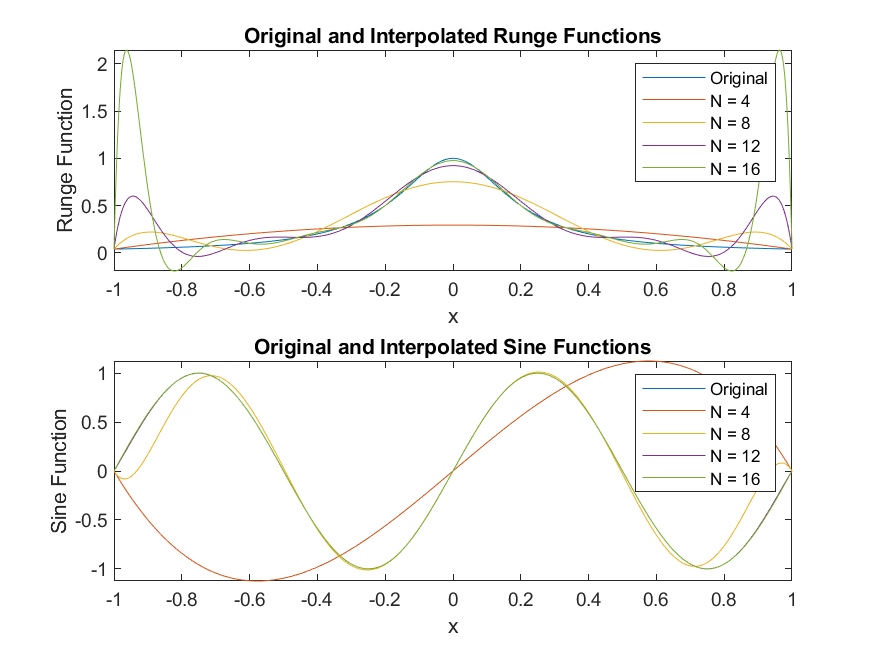 Original and Interpolated Runge Functions
Runge Function
2
1.5
1
0.5
0
-1 -0.8 -0.6 -0.4 -0.2 0 0.2 0.4 0.6 0.8 1
x
Original
N = 4
N = 8
N = 12
N = 16
Original and Interpolated Sine Functions
Sine Function
1
0.5
0
-0.5
-1
-1 -0.8 -0.6 -0.4 -0.2 0 0.2 0.4 0.6 0.8 1
x
Original
N = 4
N = 8
N = 12
N = 16